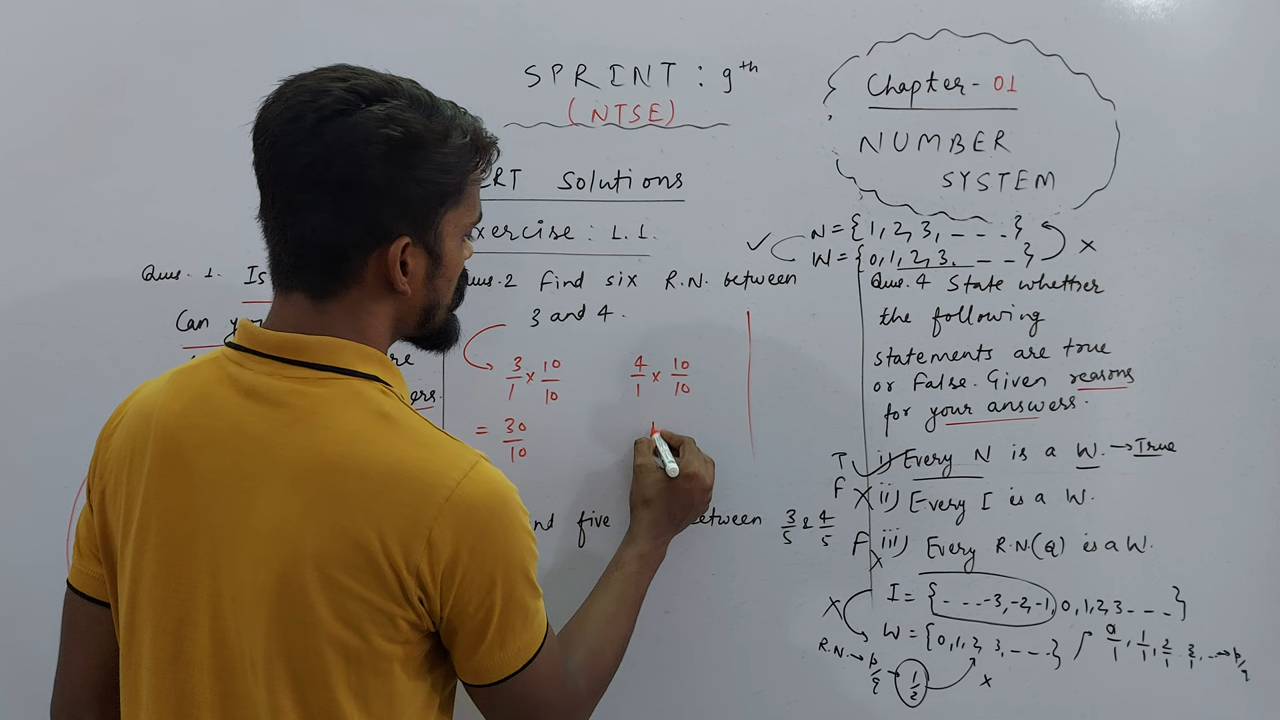 SPRINT : 9th
(NTSE)
Chapter - 01
NUMBER
SYSTEM
ERT Solutions
xercise : 1.1.
Ques. 1. Is
Can yo
re
ers.
ues.2 Find six R.N. between
3 and 4.
3/1 × 10/10
4/1 × 10/10
= 30/10
nd five etween 3/5 & 4/5
✓ N = {1, 2, 3, - - - -} ×
W = {0, 1, 2, 3, - - -}
Ques. 4 State whether
the following
statements are true
or False. Given reasons
for your answers.
T ✓ i) Every N is a W. → True
F × ii) Every I is a W.
F × iii) Every R.N.(Q) is a W.
I = {- - - -3, -2, -1, 0, 1, 2, 3 - - - -}
× W = {0, 1, 2, 3, - - - -} 0/1, 1/1, 2/1, 3/1, --→ p/q
R.N. → p/q → 1/2 ×